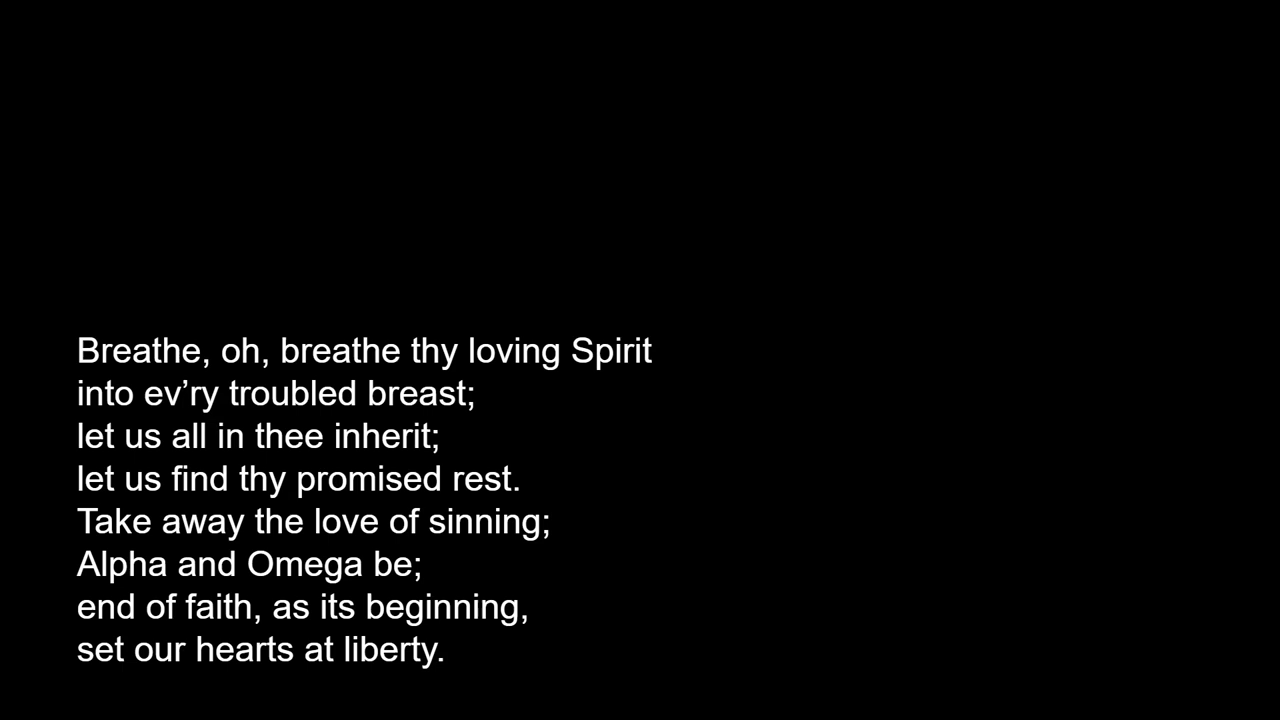 Breathe, oh, breathe thy loving Spirit
into ev’ry troubled breast;
let us all in thee inherit;
let us find thy promised rest.
Take away the love of sinning;
Alpha and Omega be;
end of faith, as its beginning,
set our hearts at liberty.